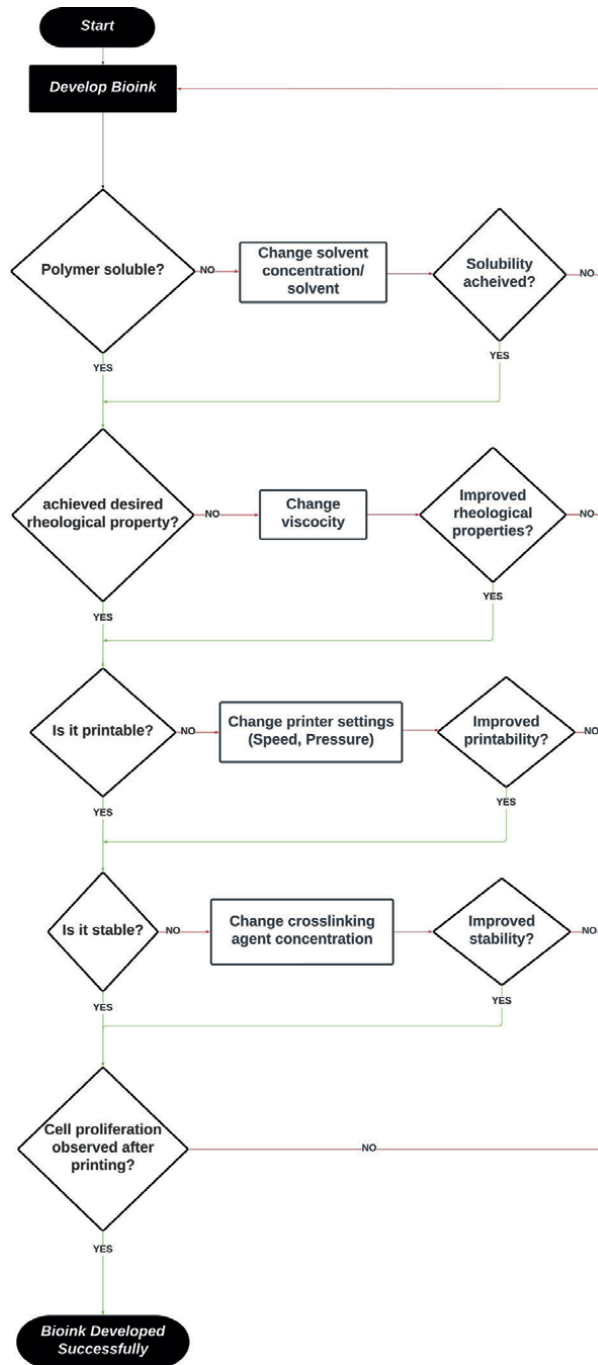 Start
Develop Bioink
Polymer soluble?
NO
Change solvent
concentration/
solvent
Solubility
acheived?
NO
YES
YES
achieved desired
rheological property?
NO
Change
viscocity
Improved
rheological
properties?
NO
YES
YES
Is it printable?
NO
Change printer settings
(Speed, Pressure)
Improved
printability?
NO
YES
YES
Is it stable?
NO
Change crosslinking
agent concentration
Improved
stability?
NO
YES
YES
Cell proliferation
observed after
printing?
NO
YES
Bioink Developed
Successfully